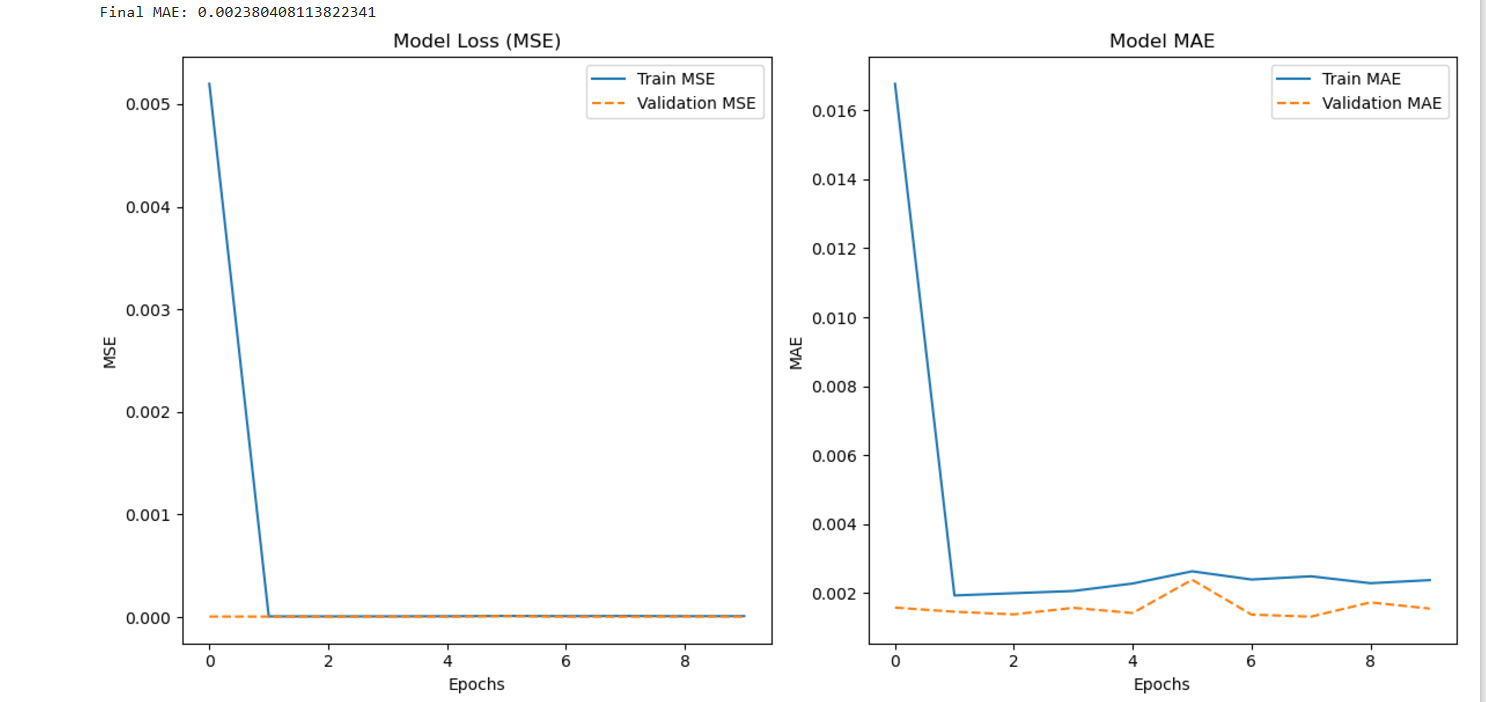 Final MAE: 0.002380408113822341
Model Loss (MSE)
Train MSE
Validation MSE
0.005
0.004
0.003
0.002
0.001
0.000
MSE
0 2 4 6 8
Epochs
Model MAE
Train MAE
Validation MAE
0.016
0.014
0.012
0.010
0.008
0.006
0.004
0.002
MAE
0 2 4 6 8
Epochs